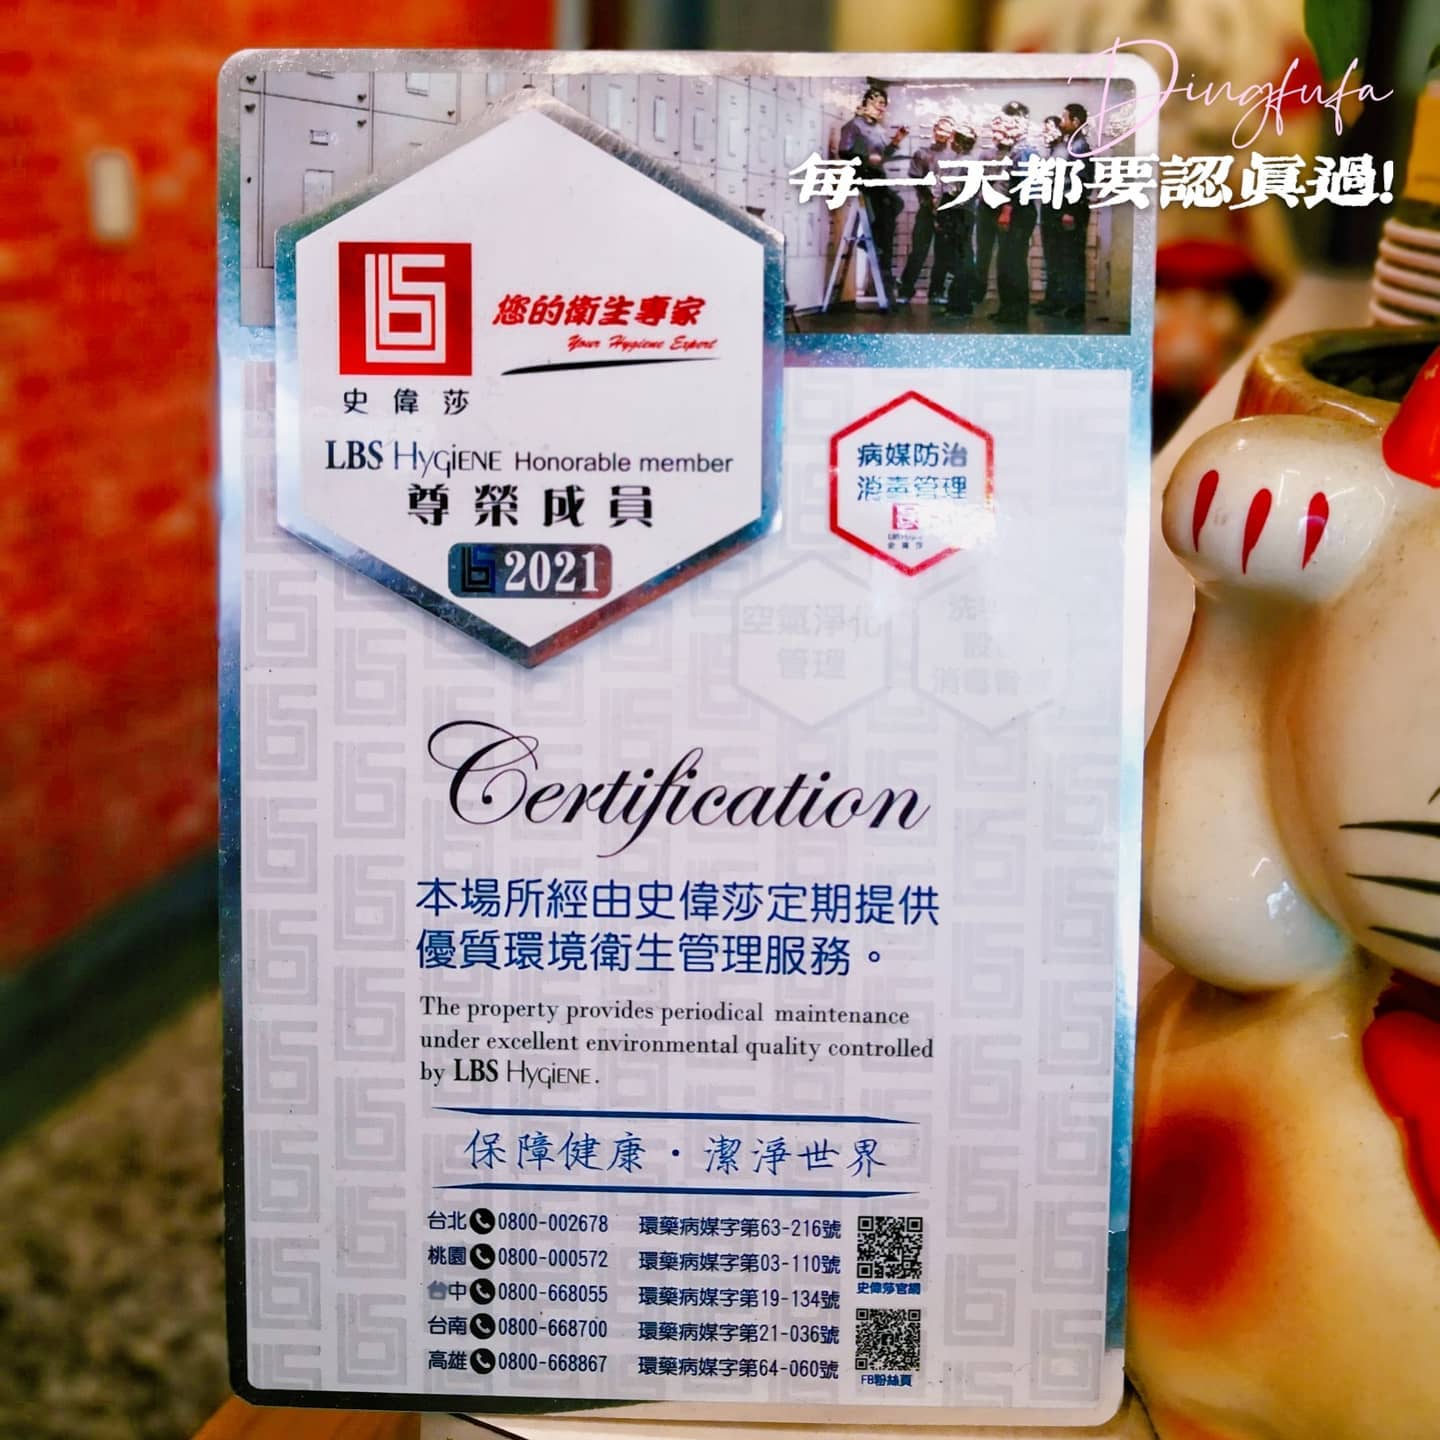 Dingfufa
每一天都要認真過!
您的衛生專家
Your Hygiene Expert
史偉莎
LBS HYGIENE Honorable member
尊榮成員
2021
病媒防治
消毒管理
空氣淨化
管理
Certification
本場所經由史偉莎定期提供
優質環境衛生管理服務。
The property provides periodical maintenance
under excellent environmental quality controlled
by LBS HYGIENE.
保障健康・潔淨世界
台北 0800-002678 環藥病媒字第63-216號
桃園 0800-000572 環藥病媒字第03-110號
台中 0800-668055 環藥病媒字第19-134號
台南 0800-668700 環藥病媒字第21-036號
高雄 0800-668867 環藥病媒字第64-060號
史偉莎官網
FB粉絲頁